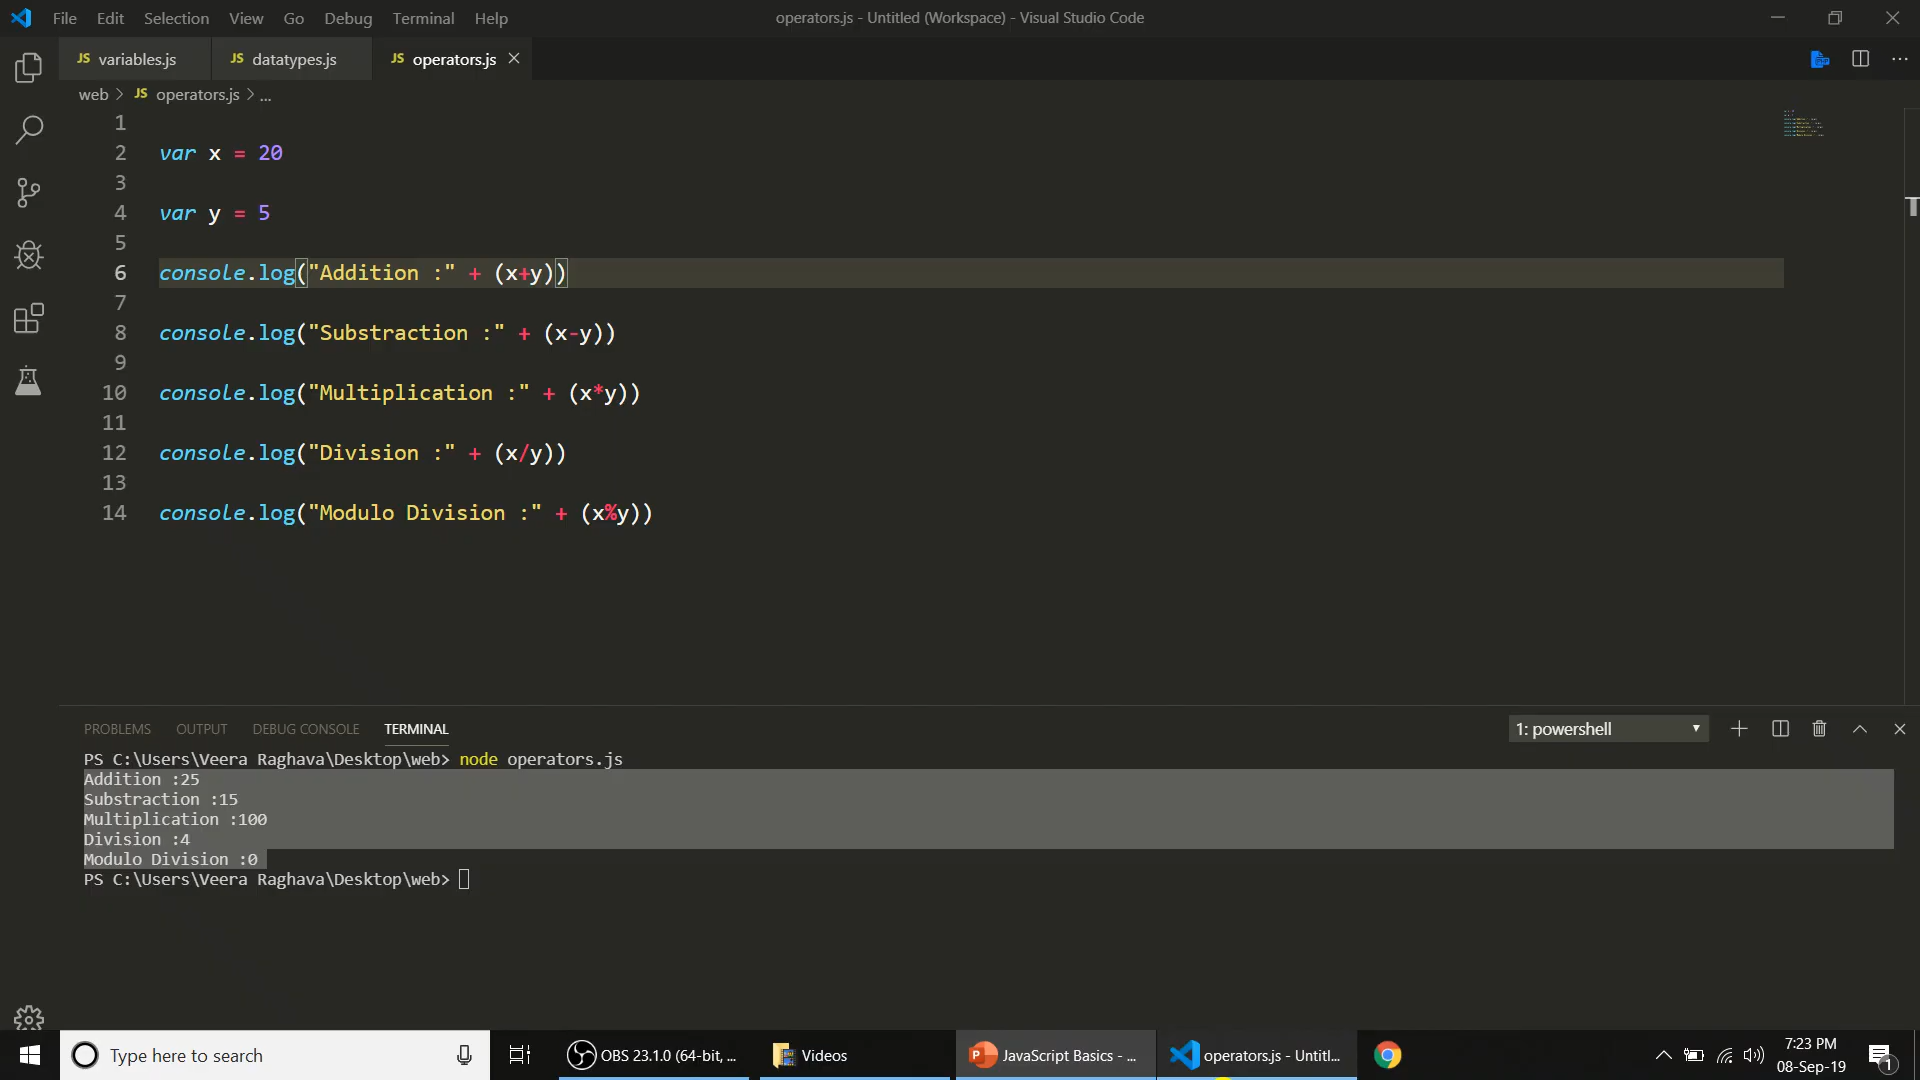 File Edit Selection View Go Debug Terminal Help
operators.js - Untitled (Workspace) - Visual Studio Code
JS variables.js JS datatypes.js JS operators.js
web > JS operators.js > ...
1
2 var x = 20
3
4 var y = 5
5
6 console.log("Addition :" + (x+y))
7
8 console.log("Substraction :" + (x-y))
9
10 console.log("Multiplication :" + (x*y))
11
12 console.log("Division :" + (x/y))
13
14 console.log("Modulo Division :" + (x%y))
PROBLEMS OUTPUT DEBUG CONSOLE TERMINAL 1: powershell
PS C:\Users\Veera Raghava\Desktop\web> node operators.js
Addition :25
Substraction :15
Multiplication :100
Division :4
Modulo Division :0
PS C:\Users\Veera Raghava\Desktop\web>
Type here to search OBS 23.1.0 (64-bit, ... Videos JavaScript Basics - ... operators.js - Untitl... 7:23 PM
08-Sep-19 1